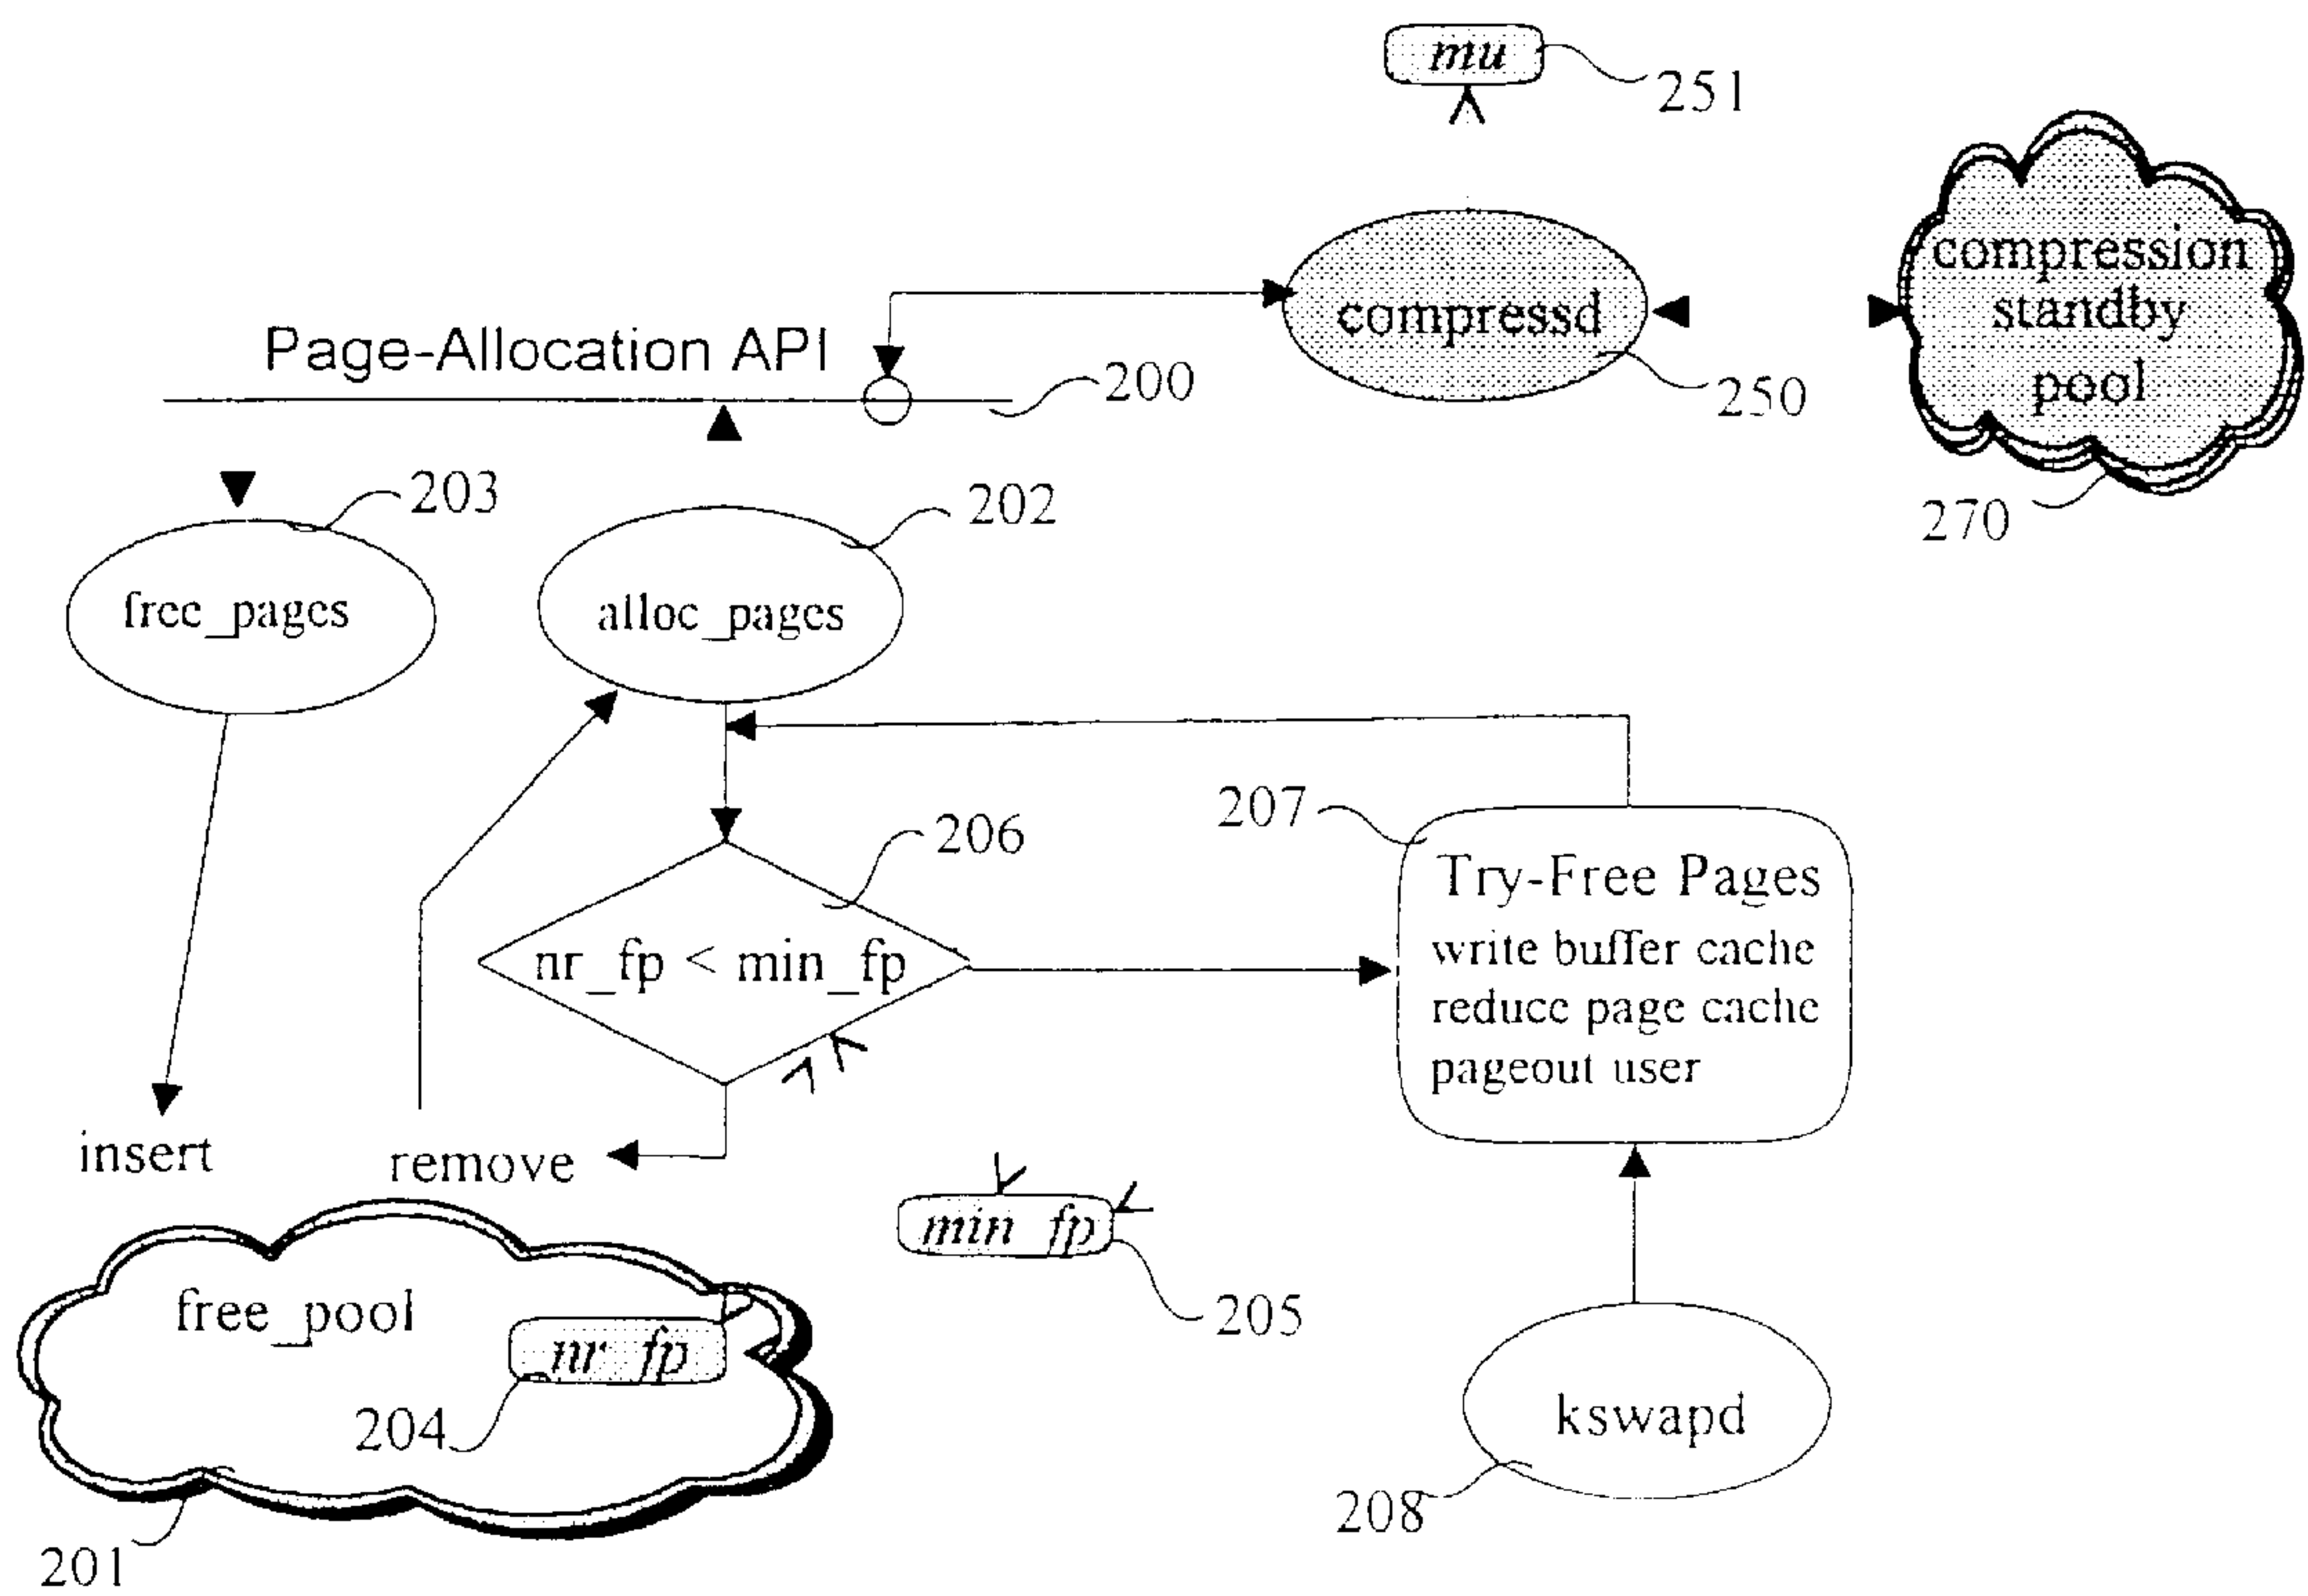 mu
251
compression
standby
pool
compressd
Page-Allocation API
200
250
270
203
202
free_pages
alloc_pages
207
206
Try-Free Pages
write buffer cache
reduce page cache
pageout user
nr_fp < min_fp
insert
remove
min_fp
205
free_pool
nr_fp
204
kswapd
208
201